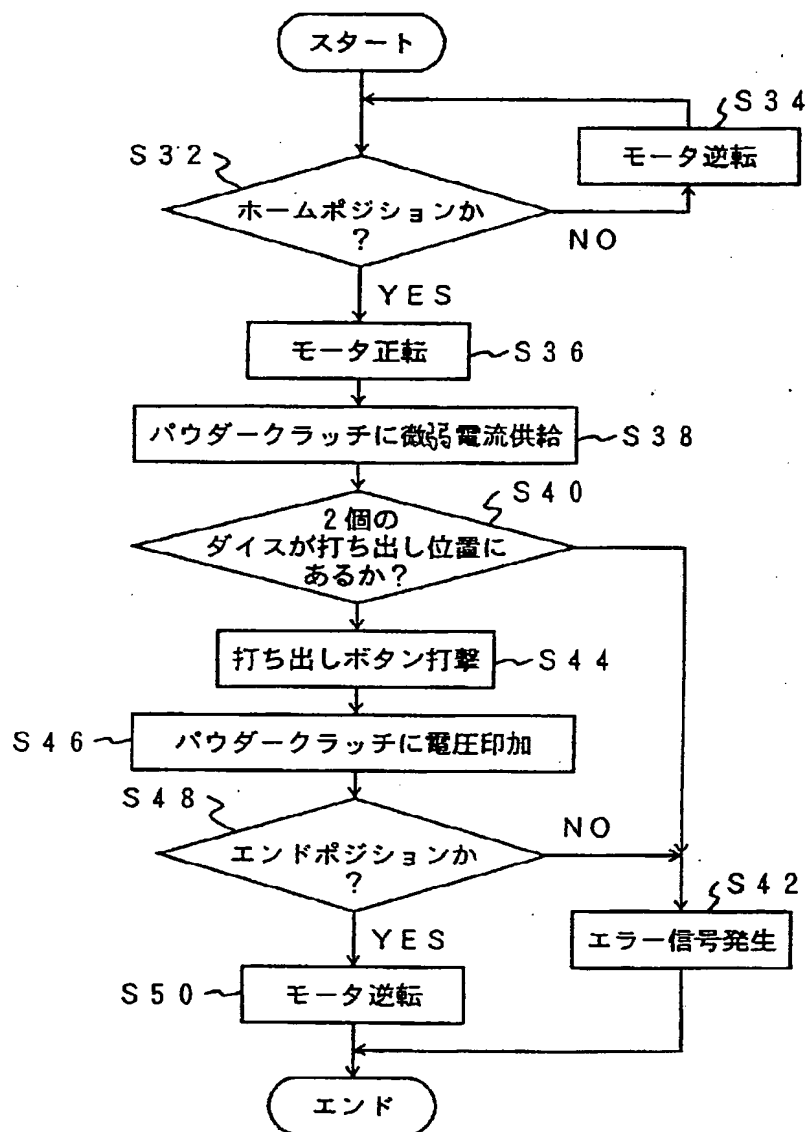 スタート
S34
モータ逆転
S32
ホームポジションか
?
NO
YES
モータ正転
S36
パウダークラッチに微弱電流供給
S38
S40
2個の
ダイスが打ち出し位置に
あるか?
打ち出しボタン打撃
S44
S46
パウダークラッチに電圧印加
S48
エンドポジションか
?
NO
S42
エラー信号発生
YES
S50
モータ逆転
エンド